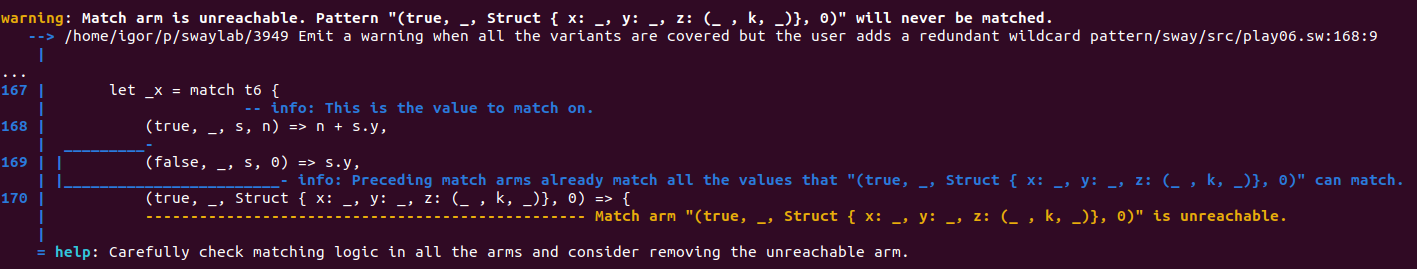 warning: Match arm is unreachable. Pattern "(true, _, Struct { x: _, y: _, z: (_ , k, _)}, 0)" will never be matched.
   --> /home/igor/p/swaylab/3949 Emit a warning when all the variants are covered but the user adds a redundant wildcard pattern/sway/src/play06.sw:168:9
    |
...
167 |       let _x = match t6 {
    |                      -- info: This is the value to match on.
168 |           (true, _, s, n) => n + s.y,
    |  _________-
169 | |         (false, _, s, 0) => s.y,
    | |________________________- info: Preceding match arms already match all the values that "(true, _, Struct { x: _, y: _, z: (_ , k, _)}, 0)" can match.
170 |           (true, _, Struct { x: _, y: _, z: (_ , k, _)}, 0) => {
    |           ------------------------------------------------- Match arm "(true, _, Struct { x: _, y: _, z: (_ , k, _)}, 0)" is unreachable.
    |
    = help: Carefully check matching logic in all the arms and consider removing the unreachable arm.